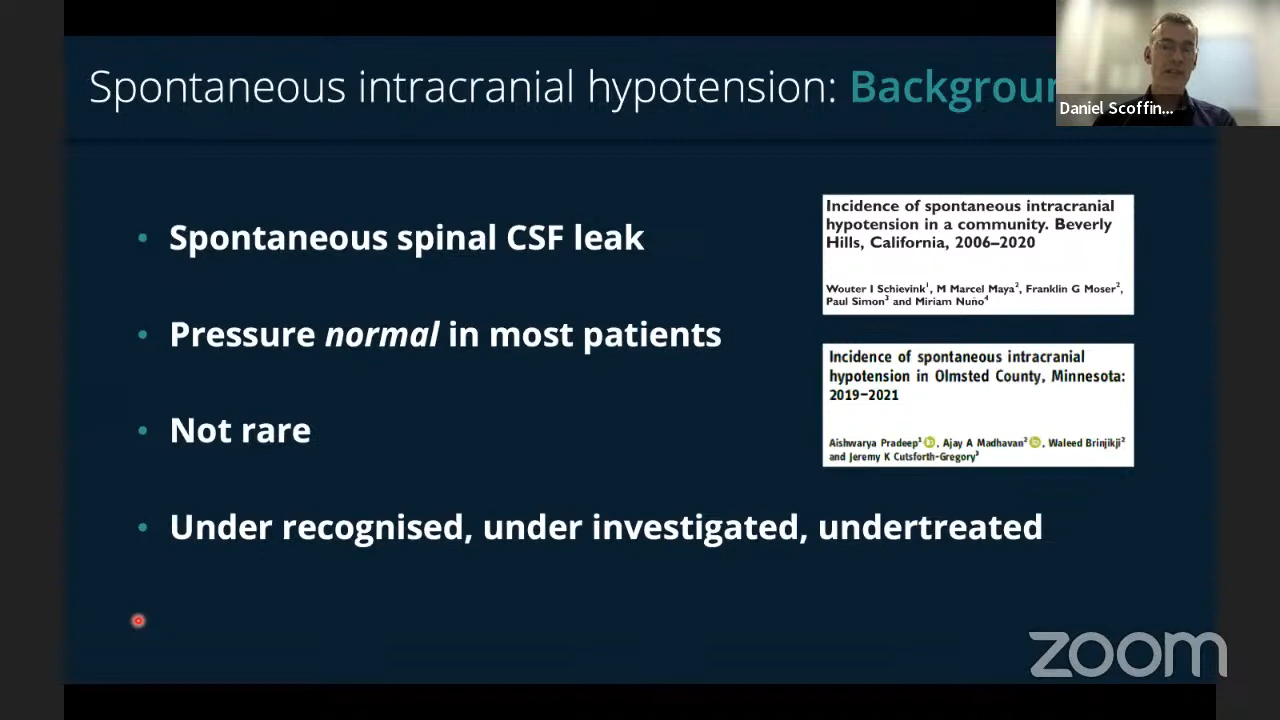 Spontaneous intracranial hypotension: Backgroun
Daniel Scoffin...
• Spontaneous spinal CSF leak
• Pressure normal in most patients
• Not rare
• Under recognised, under investigated, undertreated
Incidence of spontaneous intracranial
hypotension in a community. Beverly
Hills, California, 2006–2020
Wouter I Schievink1, M Marcel Maya2, Franklin G Moser2,
Paul Simon3 and Miriam Nuño4
Incidence of spontaneous intracranial
hypotension in Olmsted County, Minnesota:
2019–2021
Aishwarya Pradeep1, Ajay A Madhavan2, Waleed Brinjikji2
and Jeremy K Cutsforth-Gregory3
zoom